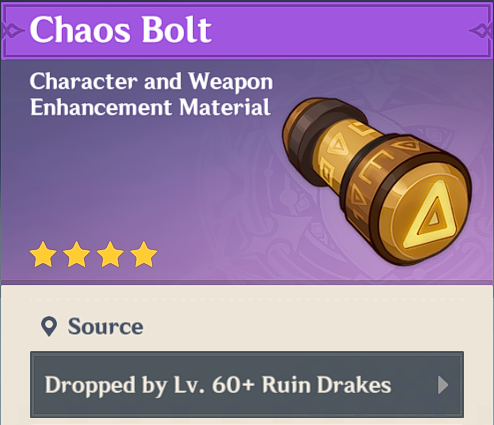 Chaos Bolt
Character and Weapon
Enhancement Material
Source
Dropped by Lv. 60+ Ruin Drakes